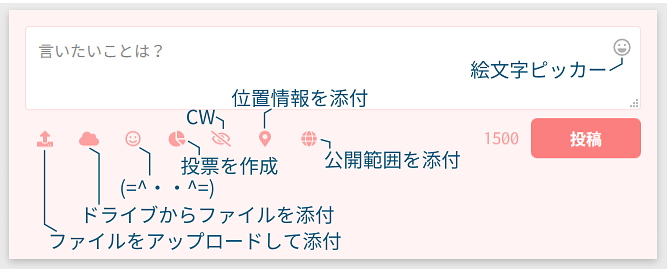 言いたいことは？
絵文字ピッカー
位置情報を添付
CW
1500
投稿
投票を作成
公開範囲を添付
(=^・・^=)
ドライブからファイルを添付
ファイルをアップロードして添付